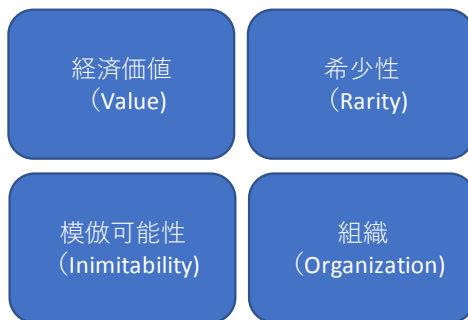 経済価値
（Value)
希少性
（Rarity)
模倣可能性
（Inimitability)
組織
（Organization)